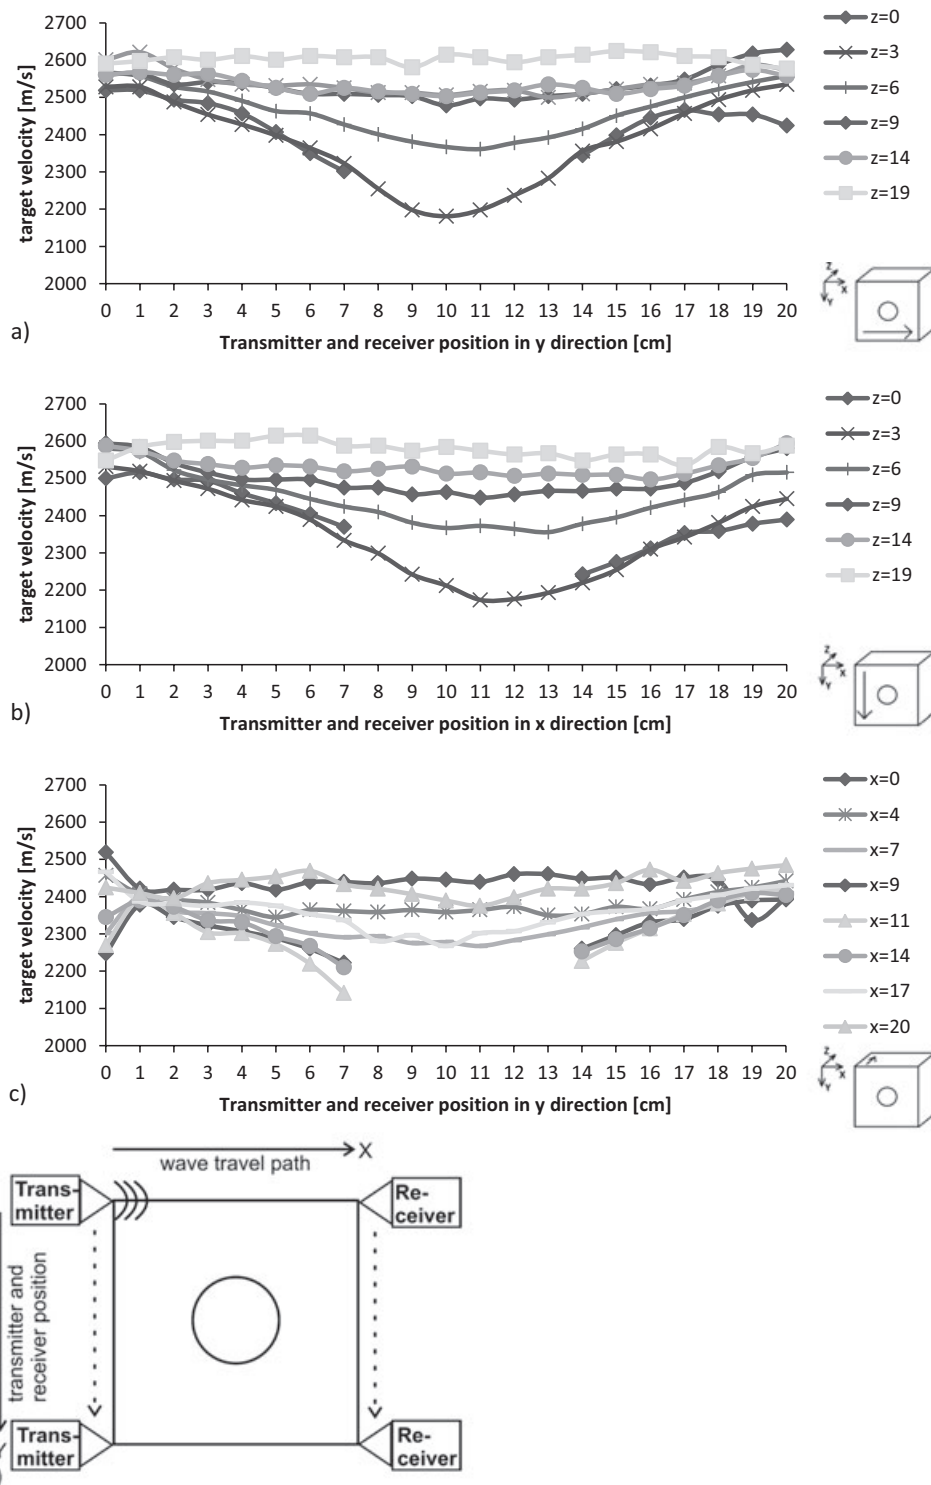 2700
2600
2500
2400
2300
2200
2100
2000
target velocity [m/s]
0 1 2 3 4 5 6 7 8 9 10 11 12 13 14 15 16 17 18 19 20
Transmitter and receiver position in y direction [cm]
a)
z=0
z=3
z=6
z=9
z=14
z=19
Z
X
Y
2700
2600
2500
2400
2300
2200
2100
2000
target velocity [m/s]
0 1 2 3 4 5 6 7 8 9 10 11 12 13 14 15 16 17 18 19 20
Transmitter and receiver position in x direction [cm]
b)
z=0
z=3
z=6
z=9
z=14
z=19
Z
X
Y
2700
2600
2500
2400
2300
2200
2100
2000
target velocity [m/s]
0 1 2 3 4 5 6 7 8 9 10 11 12 13 14 15 16 17 18 19 20
Transmitter and receiver position in y direction [cm]
c)
x=0
x=4
x=7
x=9
x=11
x=14
x=17
x=20
Z
X
Y
X
wave travel path
Trans-
mitter
Re-
ceiver
transmitter and
receiver position
Trans-
mitter
Re-
ceiver